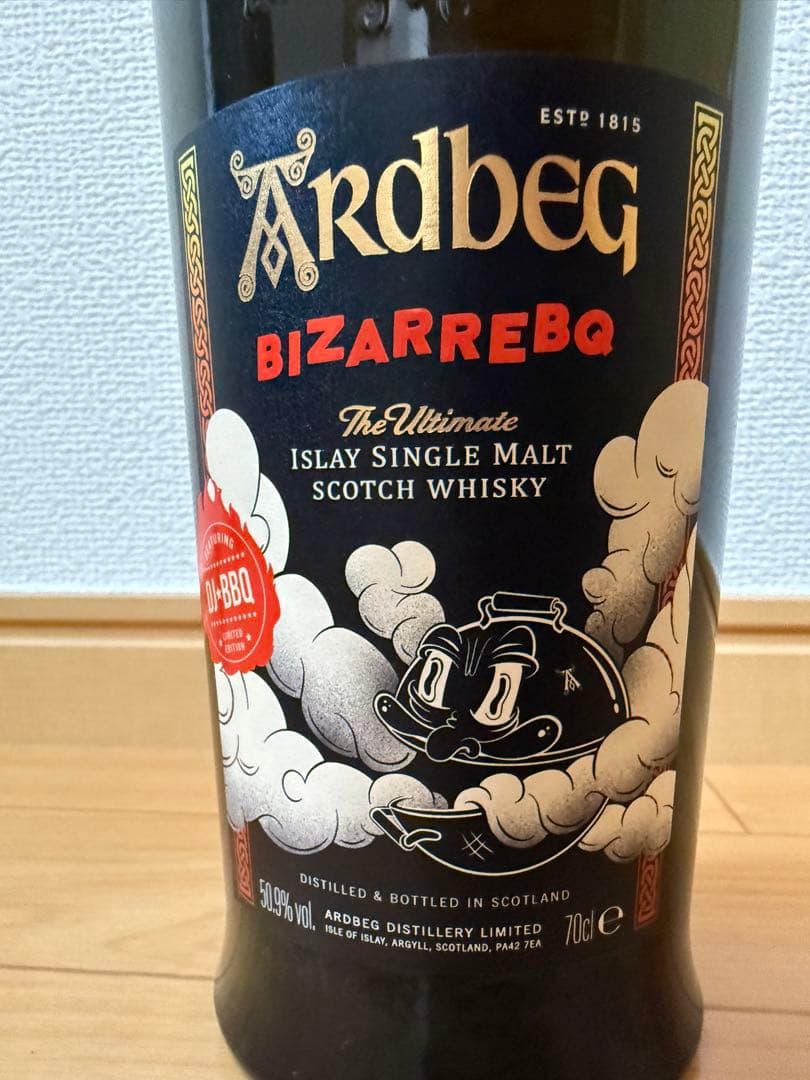 ESTD 1815
ARDBEG
BIZARREBQ
The Ultimate
ISLAY SINGLE MALT
SCOTCH WHISKY
FEATURING
DJ★BBQ
LIMITED
EDITION
A
DISTILLED & BOTTLED IN SCOTLAND
50.9% vol.
ARDBEG DISTILLERY LIMITED
ISLE OF ISLAY, ARGYLL, SCOTLAND, PA42 7EA
70cl e